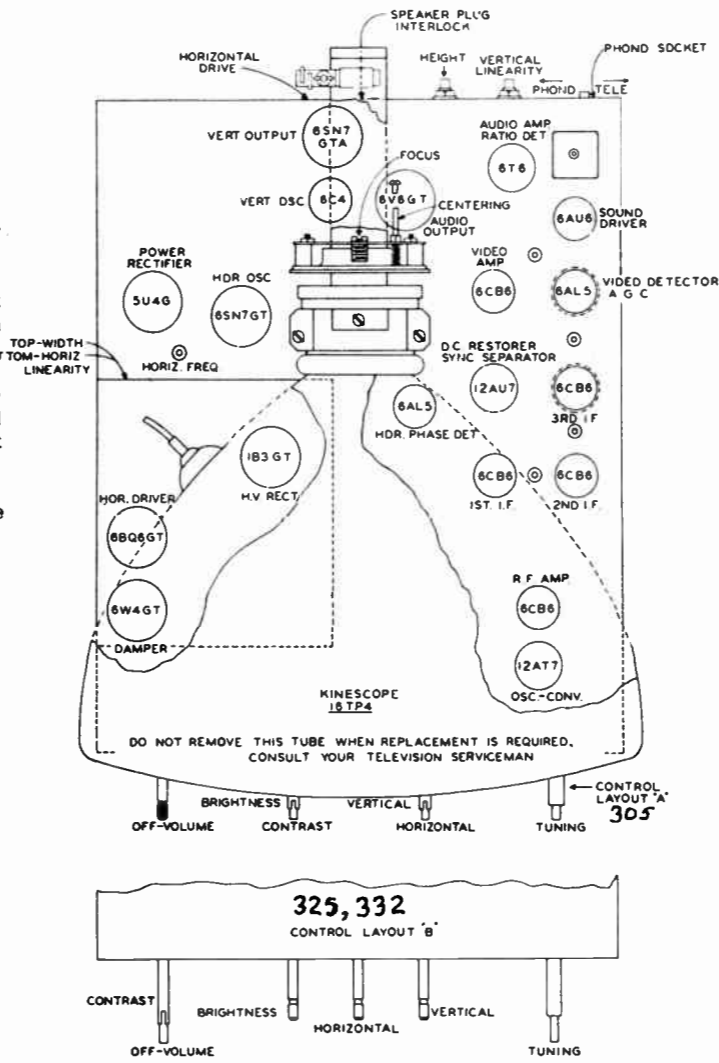 SPEAKER PLUG
INTERLOCK
HORIZONTAL
DRIVE
HEIGHT
VERTICAL
LINEARITY
PHONO SOCKET
PHONO
TELE
VERT OUTPUT
6SN7
GTA
AUDIO AMP
RATIO DET
6T6
FOCUS
VERT OSC
6C4
6V6GT
CENTERING
AUDIO
OUTPUT
6AU6
SOUND
DRIVER
POWER
RECTIFIER
5U4G
HOR OSC
6SN7GT
VIDEO
AMP
6CB6
6AL5
VIDEO DETECTOR
A G C
TOP-WIDTH
TTOM-HORIZ
LINEARITY
HORIZ. FREQ
D.C RESTORER
SYNC SEPARATOR
12AU7
6CB6
3RD I.F
6AL5
HOR. PHASE DET
1B3GT
H.V RECT
6CB6
1ST. I.F.
6CB6
2ND I.F.
HOR. DRIVER
6BQ6GT
6W4GT
DAMPER
R F AMP
6CB6
12AT7
OSC.-CONV.
KINESCOPE
16TP4
DO NOT REMOVE THIS TUBE WHEN REPLACEMENT IS REQUIRED,
CONSULT YOUR TELEVISION SERVICEMAN
OFF-VOLUME
BRIGHTNESS
CONTRAST
VERTICAL
HORIZONTAL
TUNING
CONTROL
LAYOUT "A"
305
325, 332
CONTROL LAYOUT "B"
CONTRAST
OFF-VOLUME
BRIGHTNESS
HORIZONTAL
VERTICAL
TUNING